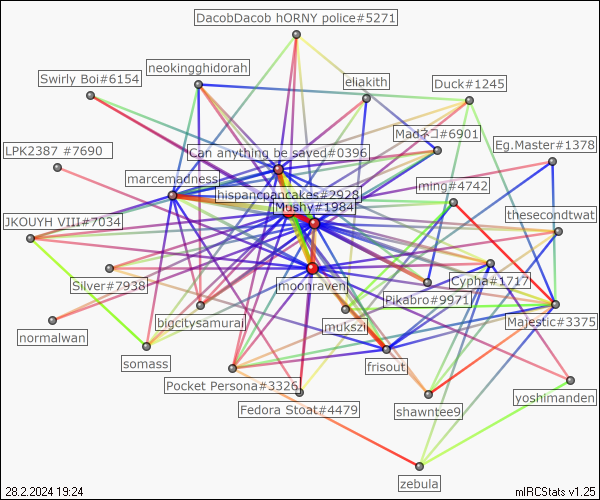 DacobDacob hORNY police#5271
neokingghidorah
Swirly Boi#6154
eliakith
Duck#1245
Madネコ#6901
Eg.Master#1378
LPK2387 #7690
Can anything be saved#0396
marcemadness
hispancpancakes#2928
ming#4742
Mushy#1984
thesecondtwat
JKOUYH VIII#7034
Silver#7938
moonravenj
Cypha#1717
Pikabro#9971
bigcitysamurai
mukszi
Majestic#3375
normalwan
somass
frisout
Pocket Persona#3326
yoshimanden
Fedora Stoat#4479
shawntee9
zebula
28.2.2024 19:24
mIRCStats v1.25